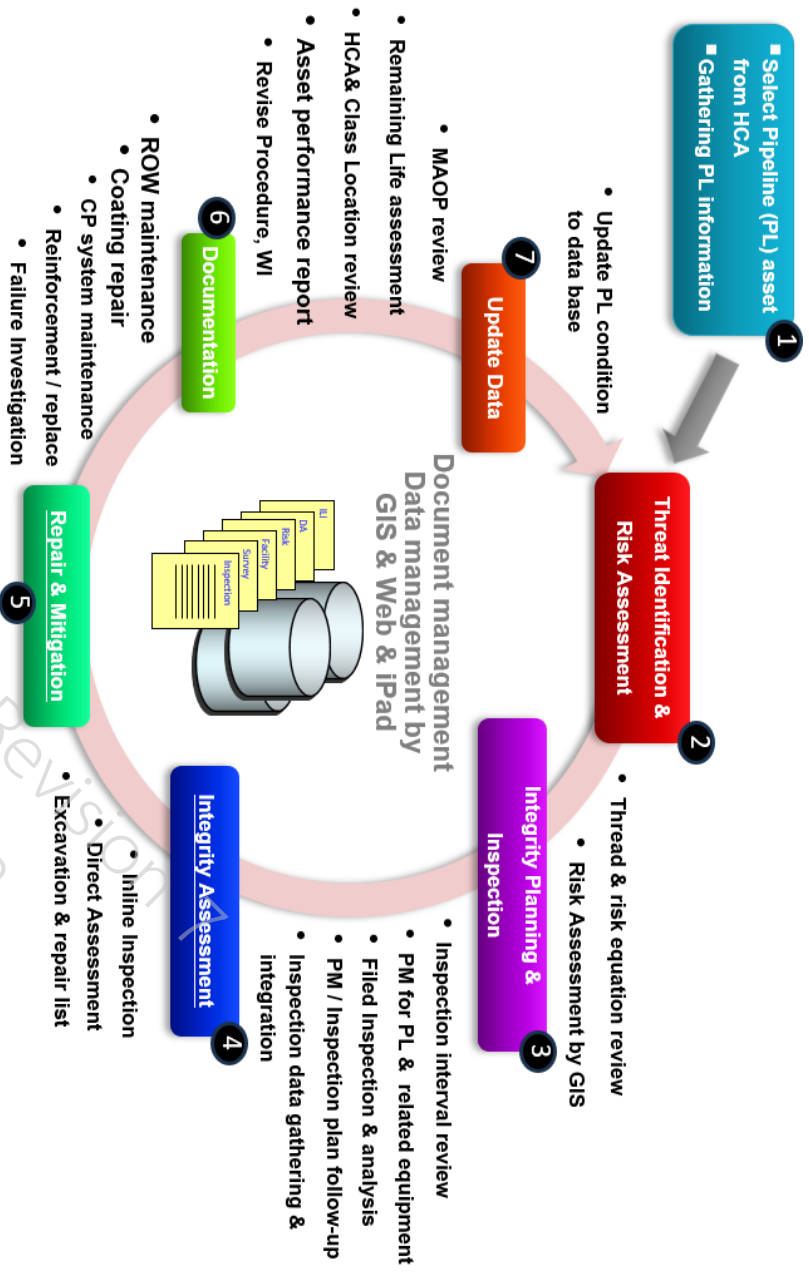 ▪ Select Pipeline (PL) asset
from HCA
▪ Gathering PL information
1
Threat Identification &
Risk Assessment
2
• Thread & risk equation review
• Risk Assessment by GIS
Integrity Planning &
Inspection
3
• Inspection interval review
• PM for PL & related equipment
• Filed Inspection & analysis
• PM / Inspection plan follow-up
• Inspection data gathering &
integration
Integrity Assessment
4
• Inline Inspection
• Direct Assessment
• Excavation & repair list
Repair & Mitigation
5
• ROW maintenance
• Coating repair
• CP system maintenance
• Reinforcement / replace
• Failure Investigation
6
Documentation
• MAOP review
• Remaining Life assessment
• HCA& Class Location review
• Asset performance report
• Revise Procedure, WI
7
Update Data
• Update PL condition
to data base
Document management
Data management by
GIS & Web & iPad
ILI
DA
Risk
Facility
Survey
Inspection
Revision 7